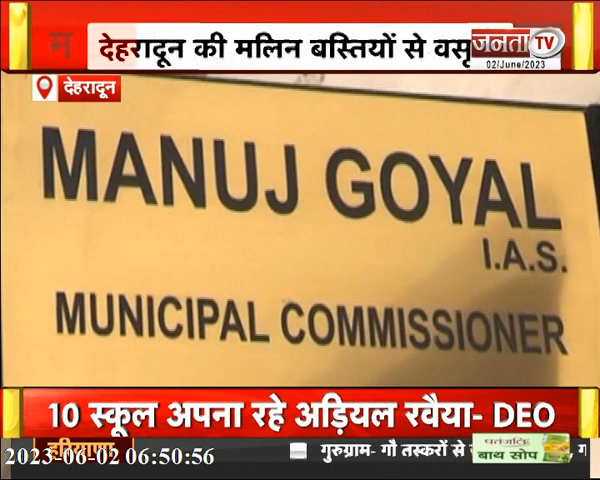 देहरादून की मलिन बस्तियों से
जनता TV
02/June/2023
देहरादून
MANUJ GOYAL
I.A.S.
MUNICIPAL COMMISSIONER
10 स्कूल अपना रहे अड़ियल रवैया- DEO
हरियाणा
गुरुग्राम- गौ तस्करों से
पतंजलि
बाथ सोप
2023-06-02 06:50:56